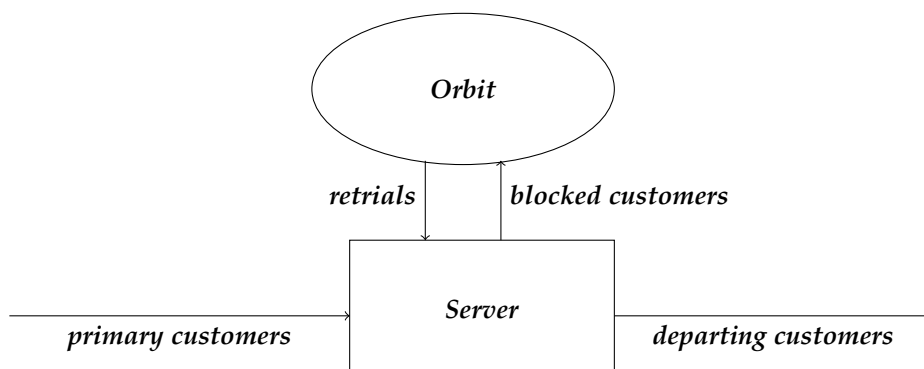 Orbit
retrials
blocked customers
Server
primary customers
departing customers